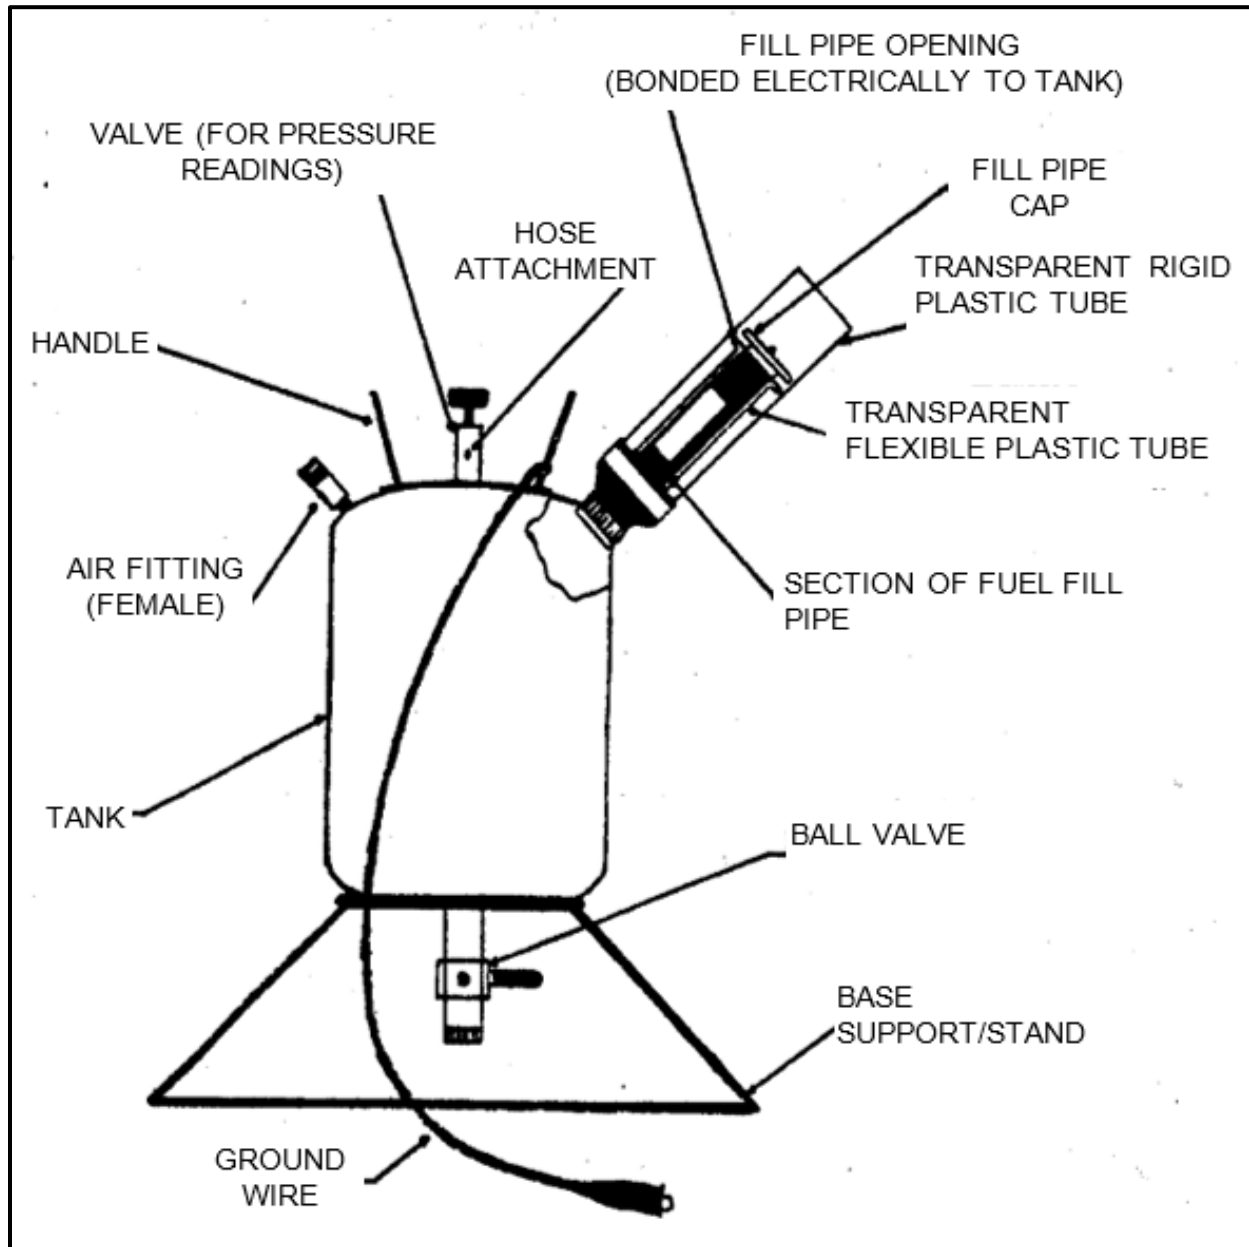 FILL PIPE OPENING
(BONDED ELECTRICALLY TO TANK)
VALVE (FOR PRESSURE
READINGS)
FILL PIPE
CAP
HOSE
ATTACHMENT
TRANSPARENT RIGID
PLASTIC TUBE
HANDLE
TRANSPARENT
FLEXIBLE PLASTIC TUBE
AIR FITTING
(FEMALE)
SECTION OF FUEL FILL
PIPE
TANK
BALL VALVE
BASE
SUPPORT/STAND
GROUND
WIRE